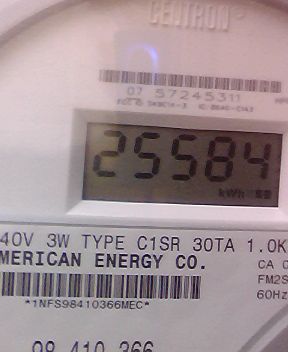 CENTRON®
07 57245311
25584
kWh
40V 3W TYPE C1SR 30TA 1.0K
MERICAN ENERGY CO.
CA 0
FM2S
60Hz
*1NFS98410366MEC*
98 410 366